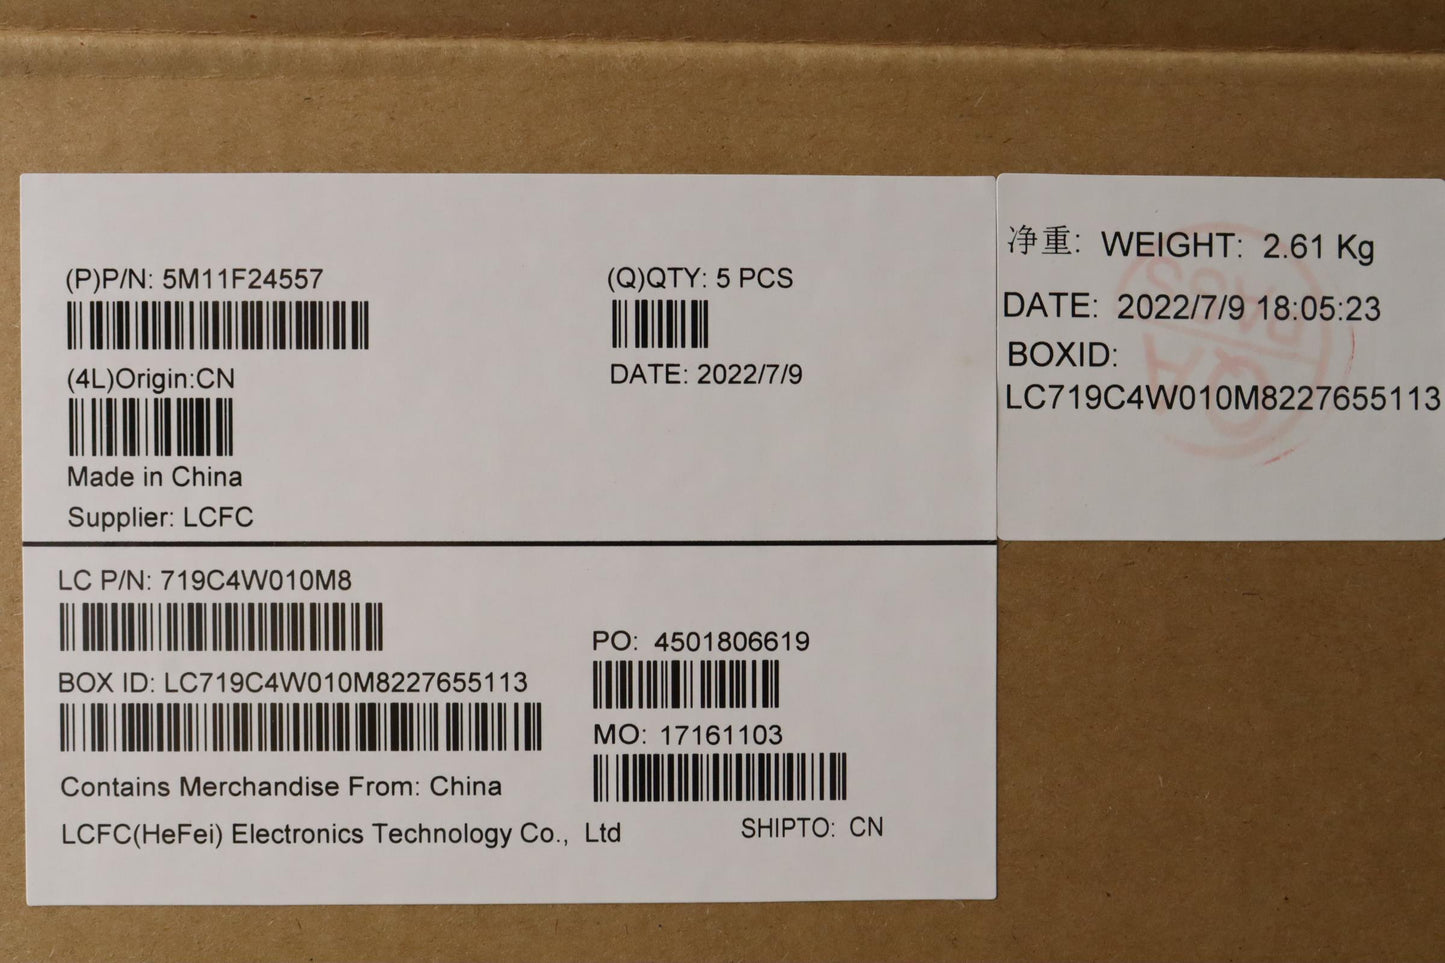 (P)P/N: 5M11F24557
(Q)QTY: 5 PCS
(4L)Origin:CN
DATE: 2022/7/9
Made in China
Supplier: LCFC
LC P/N: 719C4W010M8
BOX ID: LC719C4W010M8227655113
PO: 4501806619
MO: 17161103
Contains Merchandise From: China
LCFC(HeFei) Electronics Technology Co., Ltd
SHIPTO: CN
净重: WEIGHT: 2.61 Kg
DATE: 2022/7/9 18:05:23
BOXID:
LC719C4W010M8227655113